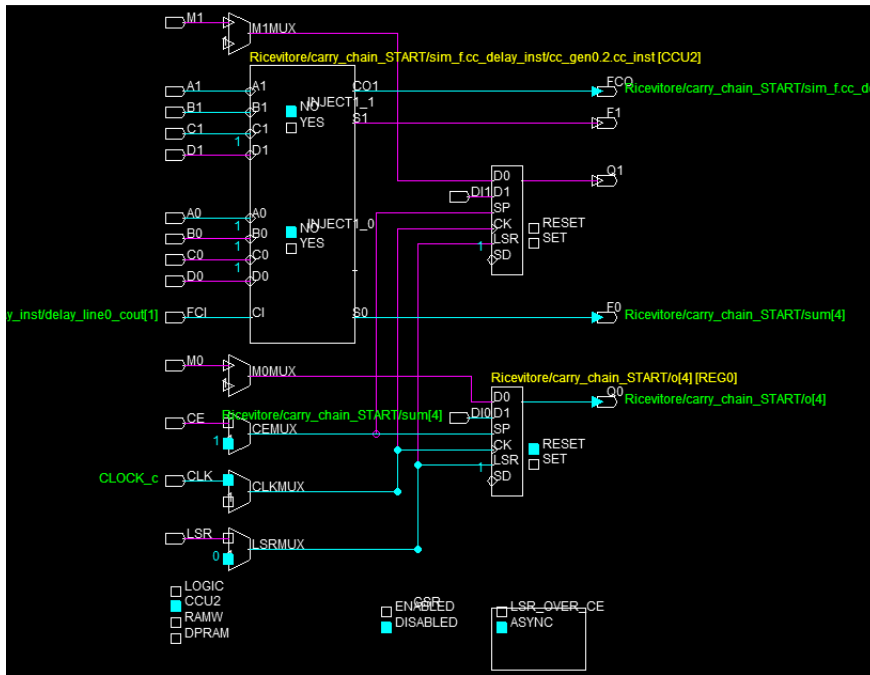 M1
1
M1MUX
Ricevitore/carry_chain_START/sim_f.cc_delay_inst/cc_gen0.2.cc_inst [CCU2]
A1 A1 CO1 FCO Ricevitore/carry_chain_START/sim_f.cc_de
B1 B1 NO INJECT1_1
C1 C1 YES S1 F1
1
D1 D1
D0 Q1
DI1 D1
SP
A0 A0 CK RESET
1 NO INJECT1_0
B0 B0 YES LSR SET
1 1
C0 C0 SD
1
D0 D0
y_inst/delay_line0_cout[1] FCI CI S0 F0 Ricevitore/carry_chain_START/sum[4]
M0
M0MUX Ricevitore/carry_chain_START/o[4] [REG0]
1
D0 Q0 Ricevitore/carry_chain_START/o[4]
CE Ricevitore/carry_chain_START/sum[4] DI0 D1
1 CEMUX SP
CK RESET
LSR SET
1
CLOCK_c CLK SD
1 CLKMUX
LSR
0 LSRMUX
LOGIC GSR
CCU2 ENABLED LSR_OVER_CE
RAMW DISABLED ASYNC
DPRAM